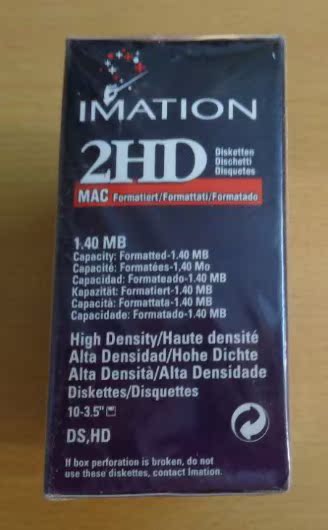 IMATION
2HD
Disketten
Dischetti
Disquetes
MAC Formatiert/Formattati/Formatado
1.40 MB
Capacity: Formatted-1.40 MB
Capacité: Formatées-1,40 Mo
Capacidad: Formateado-1.40 MB
Kapazität: Formatiert-1.40 MB
Capacità: Formattata-1.40 MB
Capacidade: Formatado-1.40 MB
High Density/Haute densité
Alta Densidad/Hohe Dichte
Alta Densità/Alta Densidade
Diskettes/Disquettes
10-3.5"
DS,HD
If box perforation is broken, do not
use these diskettes, contact Imation.